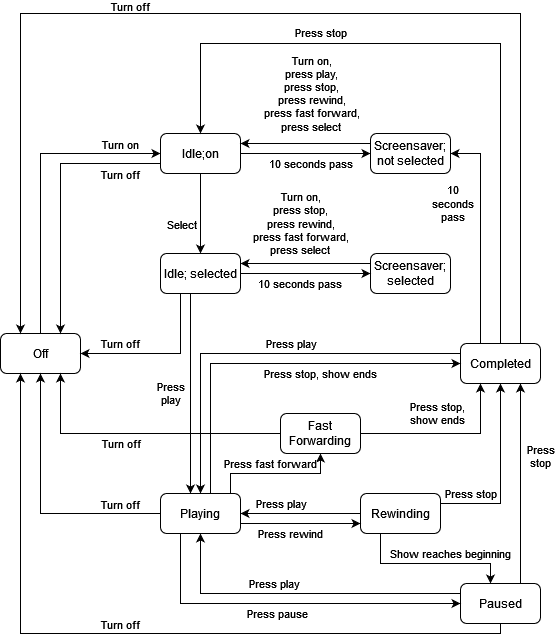 Turn off
Press stop
Turn on,
press play,
press stop,
press rewind,
press fast forward,
press select
Turn on
Idle;on
Screensaver;
not selected
10 seconds pass
Turn off
10
seconds
pass
Turn on,
press stop,
press rewind,
press fast forward,
press select
Select
Idle; selected
Screensaver;
selected
10 seconds pass
Off
Turn off
Press play
Completed
Press stop, show ends
Press
play
Press stop,
show ends
Fast
Forwarding
Turn off
Press fast forward
Press
stop
Turn off
Playing
Press play
Rewinding
Press stop
Press rewind
Show reaches beginning
Press play
Paused
Press pause
Turn off